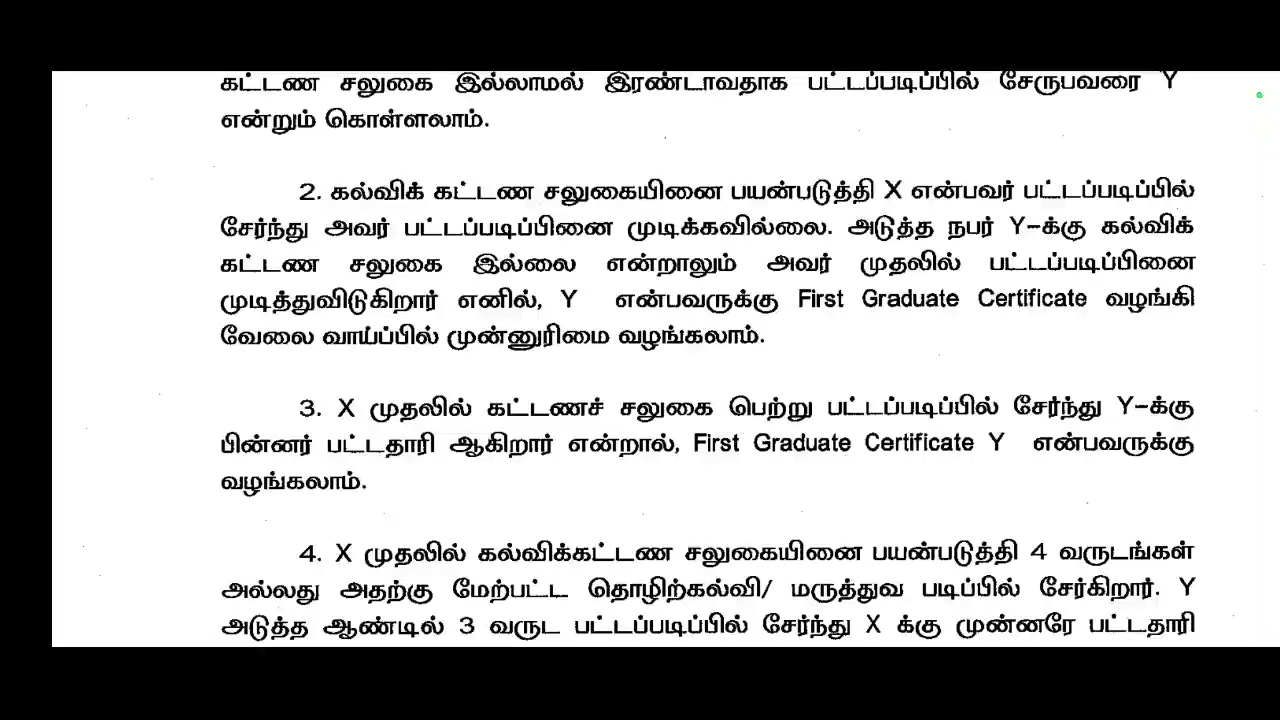 கட்டண சலுகை இல்லாமல் இரண்டாவதாக பட்டப்படிப்பில் சேருபவரை Y
என்றும் கொள்ளலாம்.
2. கல்விக் கட்டண சலுகையினை பயன்படுத்தி X என்பவர் பட்டப்படிப்பில்
சேர்ந்து அவர் பட்டப்படிப்பினை முடிக்கவில்லை. அடுத்த நபர் Y-க்கு கல்விக்
கட்டண சலுகை இல்லை என்றாலும் அவர் முதலில் பட்டப்படிப்பினை
முடித்துவிடுகிறார் எனில், Y என்பவருக்கு First Graduate Certificate வழங்கி
வேலை வாய்ப்பில் முன்னுரிமை வழங்கலாம்.
3. X முதலில் கட்டணச் சலுகை பெற்று பட்டப்படிப்பில் சேர்ந்து Y-க்கு
பின்னர் பட்டதாரி ஆகிறார் என்றால், First Graduate Certificate Y என்பவருக்கு
வழங்கலாம்.
4. X முதலில் கல்விக்கட்டண சலுகையினை பயன்படுத்தி 4 வருடங்கள்
அல்லது அதற்கு மேற்பட்ட தொழிற்கல்வி/ மருத்துவ படிப்பில் சேர்கிறார். Y
அடுத்த ஆண்டில் 3 வருட பட்டப்படிப்பில் சேர்ந்து X க்கு முன்னரே பட்டதாரி